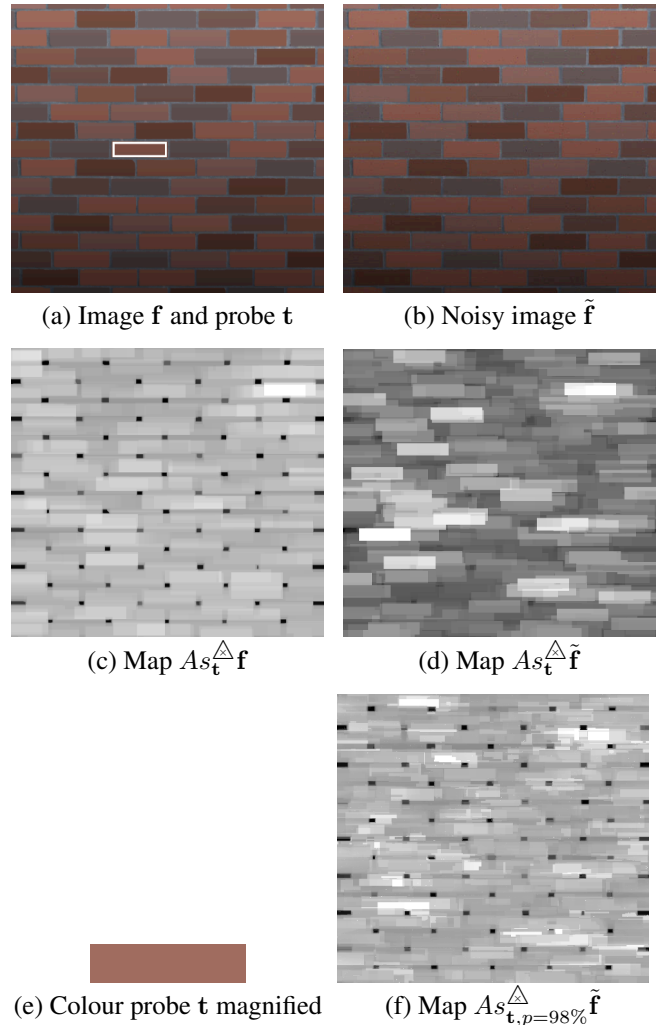 (a) Image f and probe t
(b) Noisy image f̃
(c) Map As_t^⨻ f
(d) Map As_t^⨻ f̃
(e) Colour probe t magnified
(f) Map As_{t,p=98%}^⨻ f̃